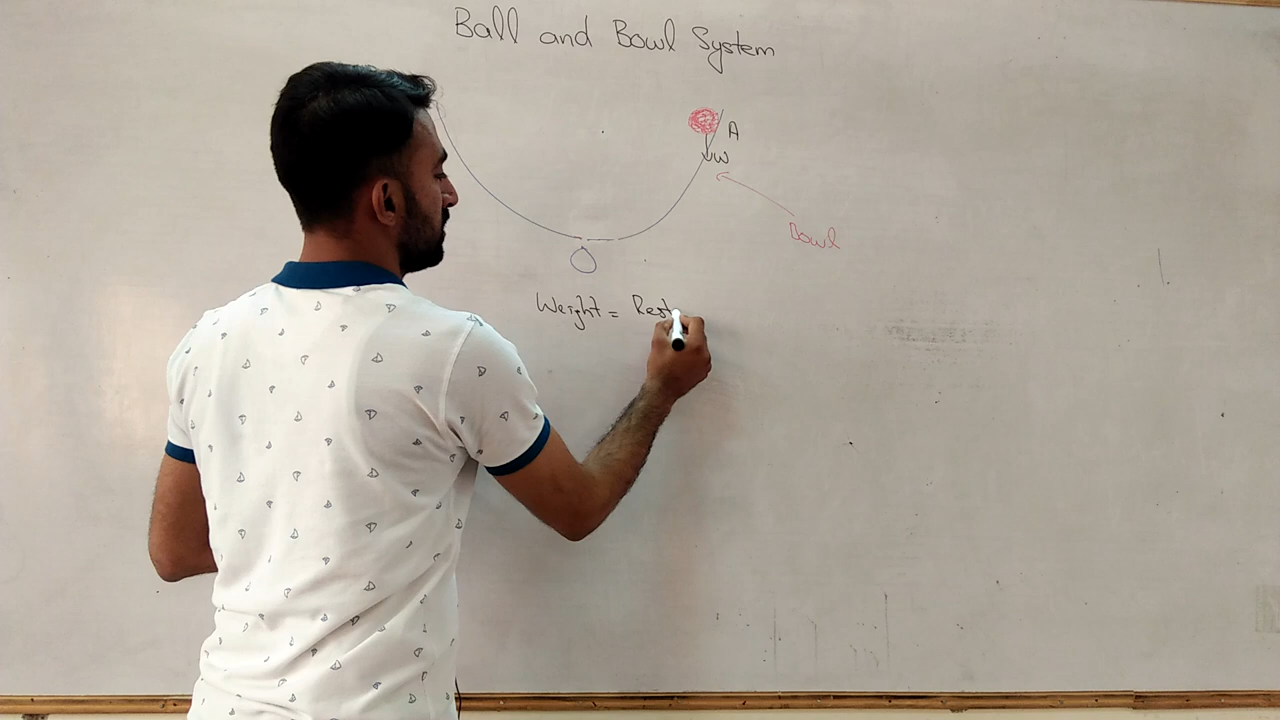 Ball and Bowl System
A
W
Bowl
O
Weight = Rest